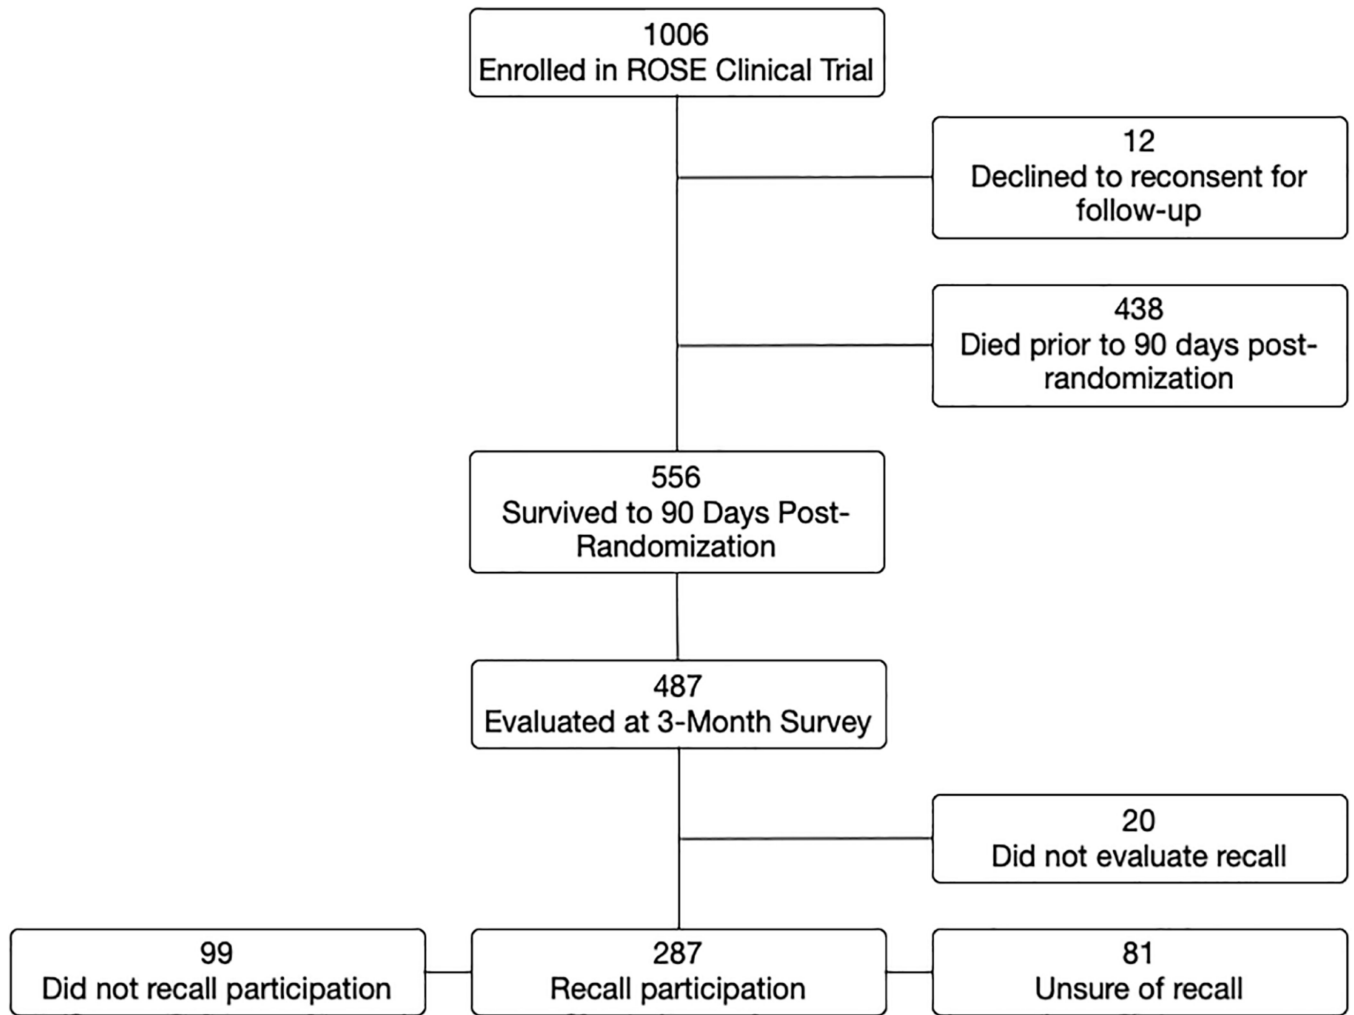 1006
Enrolled in ROSE Clinical Trial
12
Declined to reconsent for
follow-up
438
Died prior to 90 days post-
randomization
556
Survived to 90 Days Post-
Randomization
487
Evaluated at 3-Month Survey
20
Did not evaluate recall
99
Did not recall participation
287
Recall participation
81
Unsure of recall